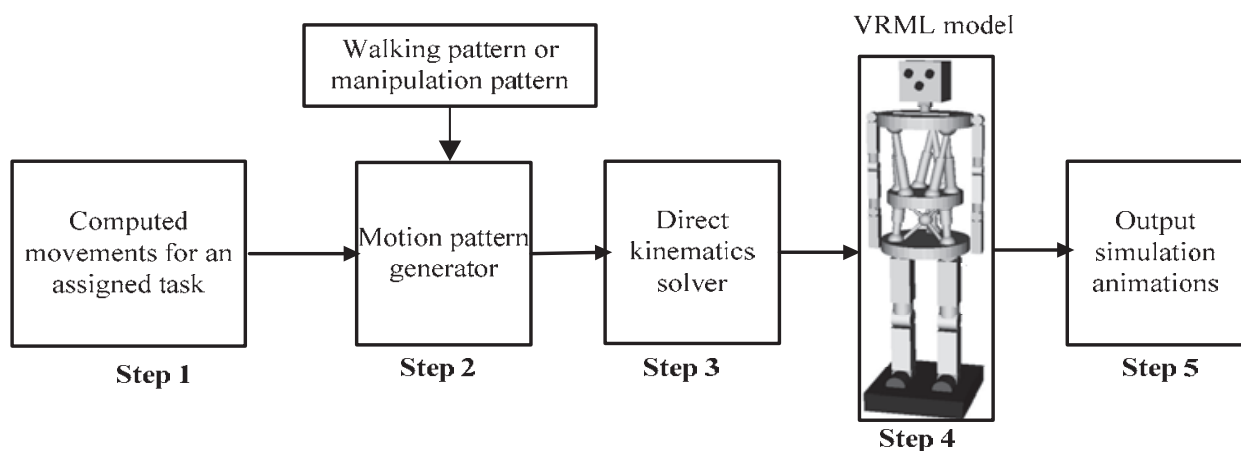 VRML model
Walking pattern or
manipulation pattern
Computed
movements for an
assigned task
Step 1
Motion pattern
generator
Step 2
Direct
kinematics
solver
Step 3
Step 4
Output
simulation
animations
Step 5